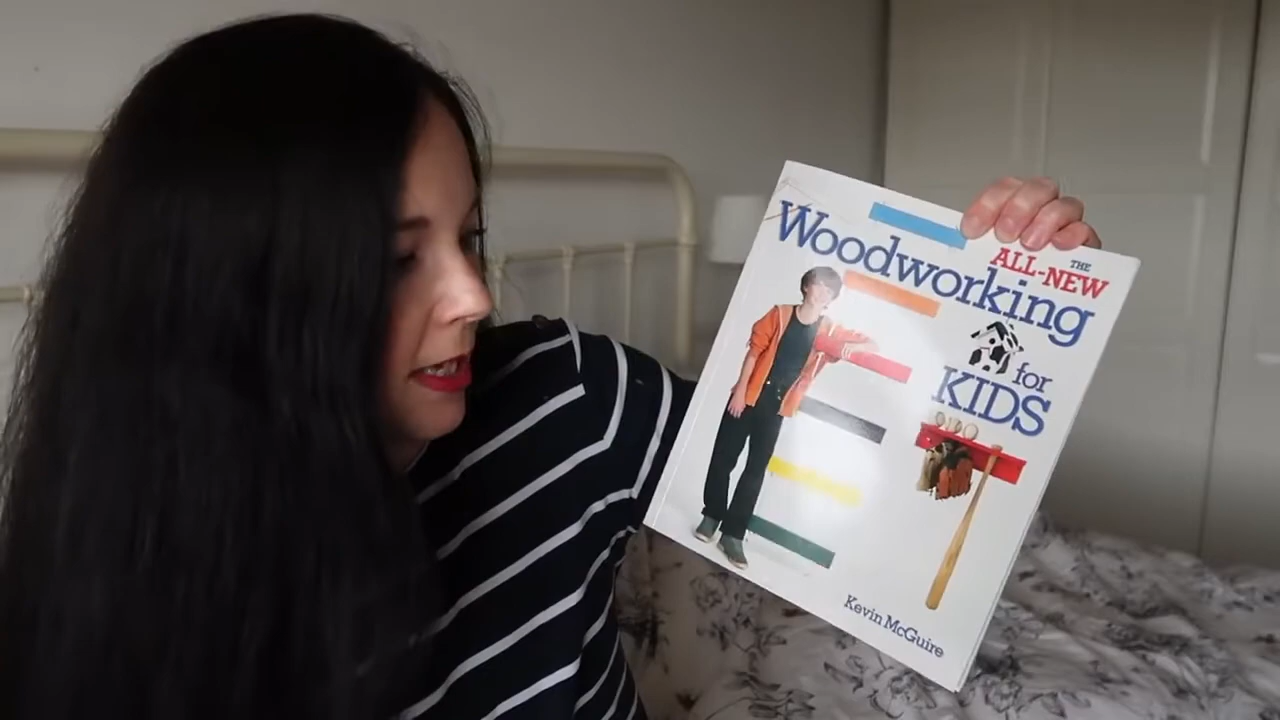 THE
ALL-NEW
Woodworking
for
KIDS
Kevin McGuire